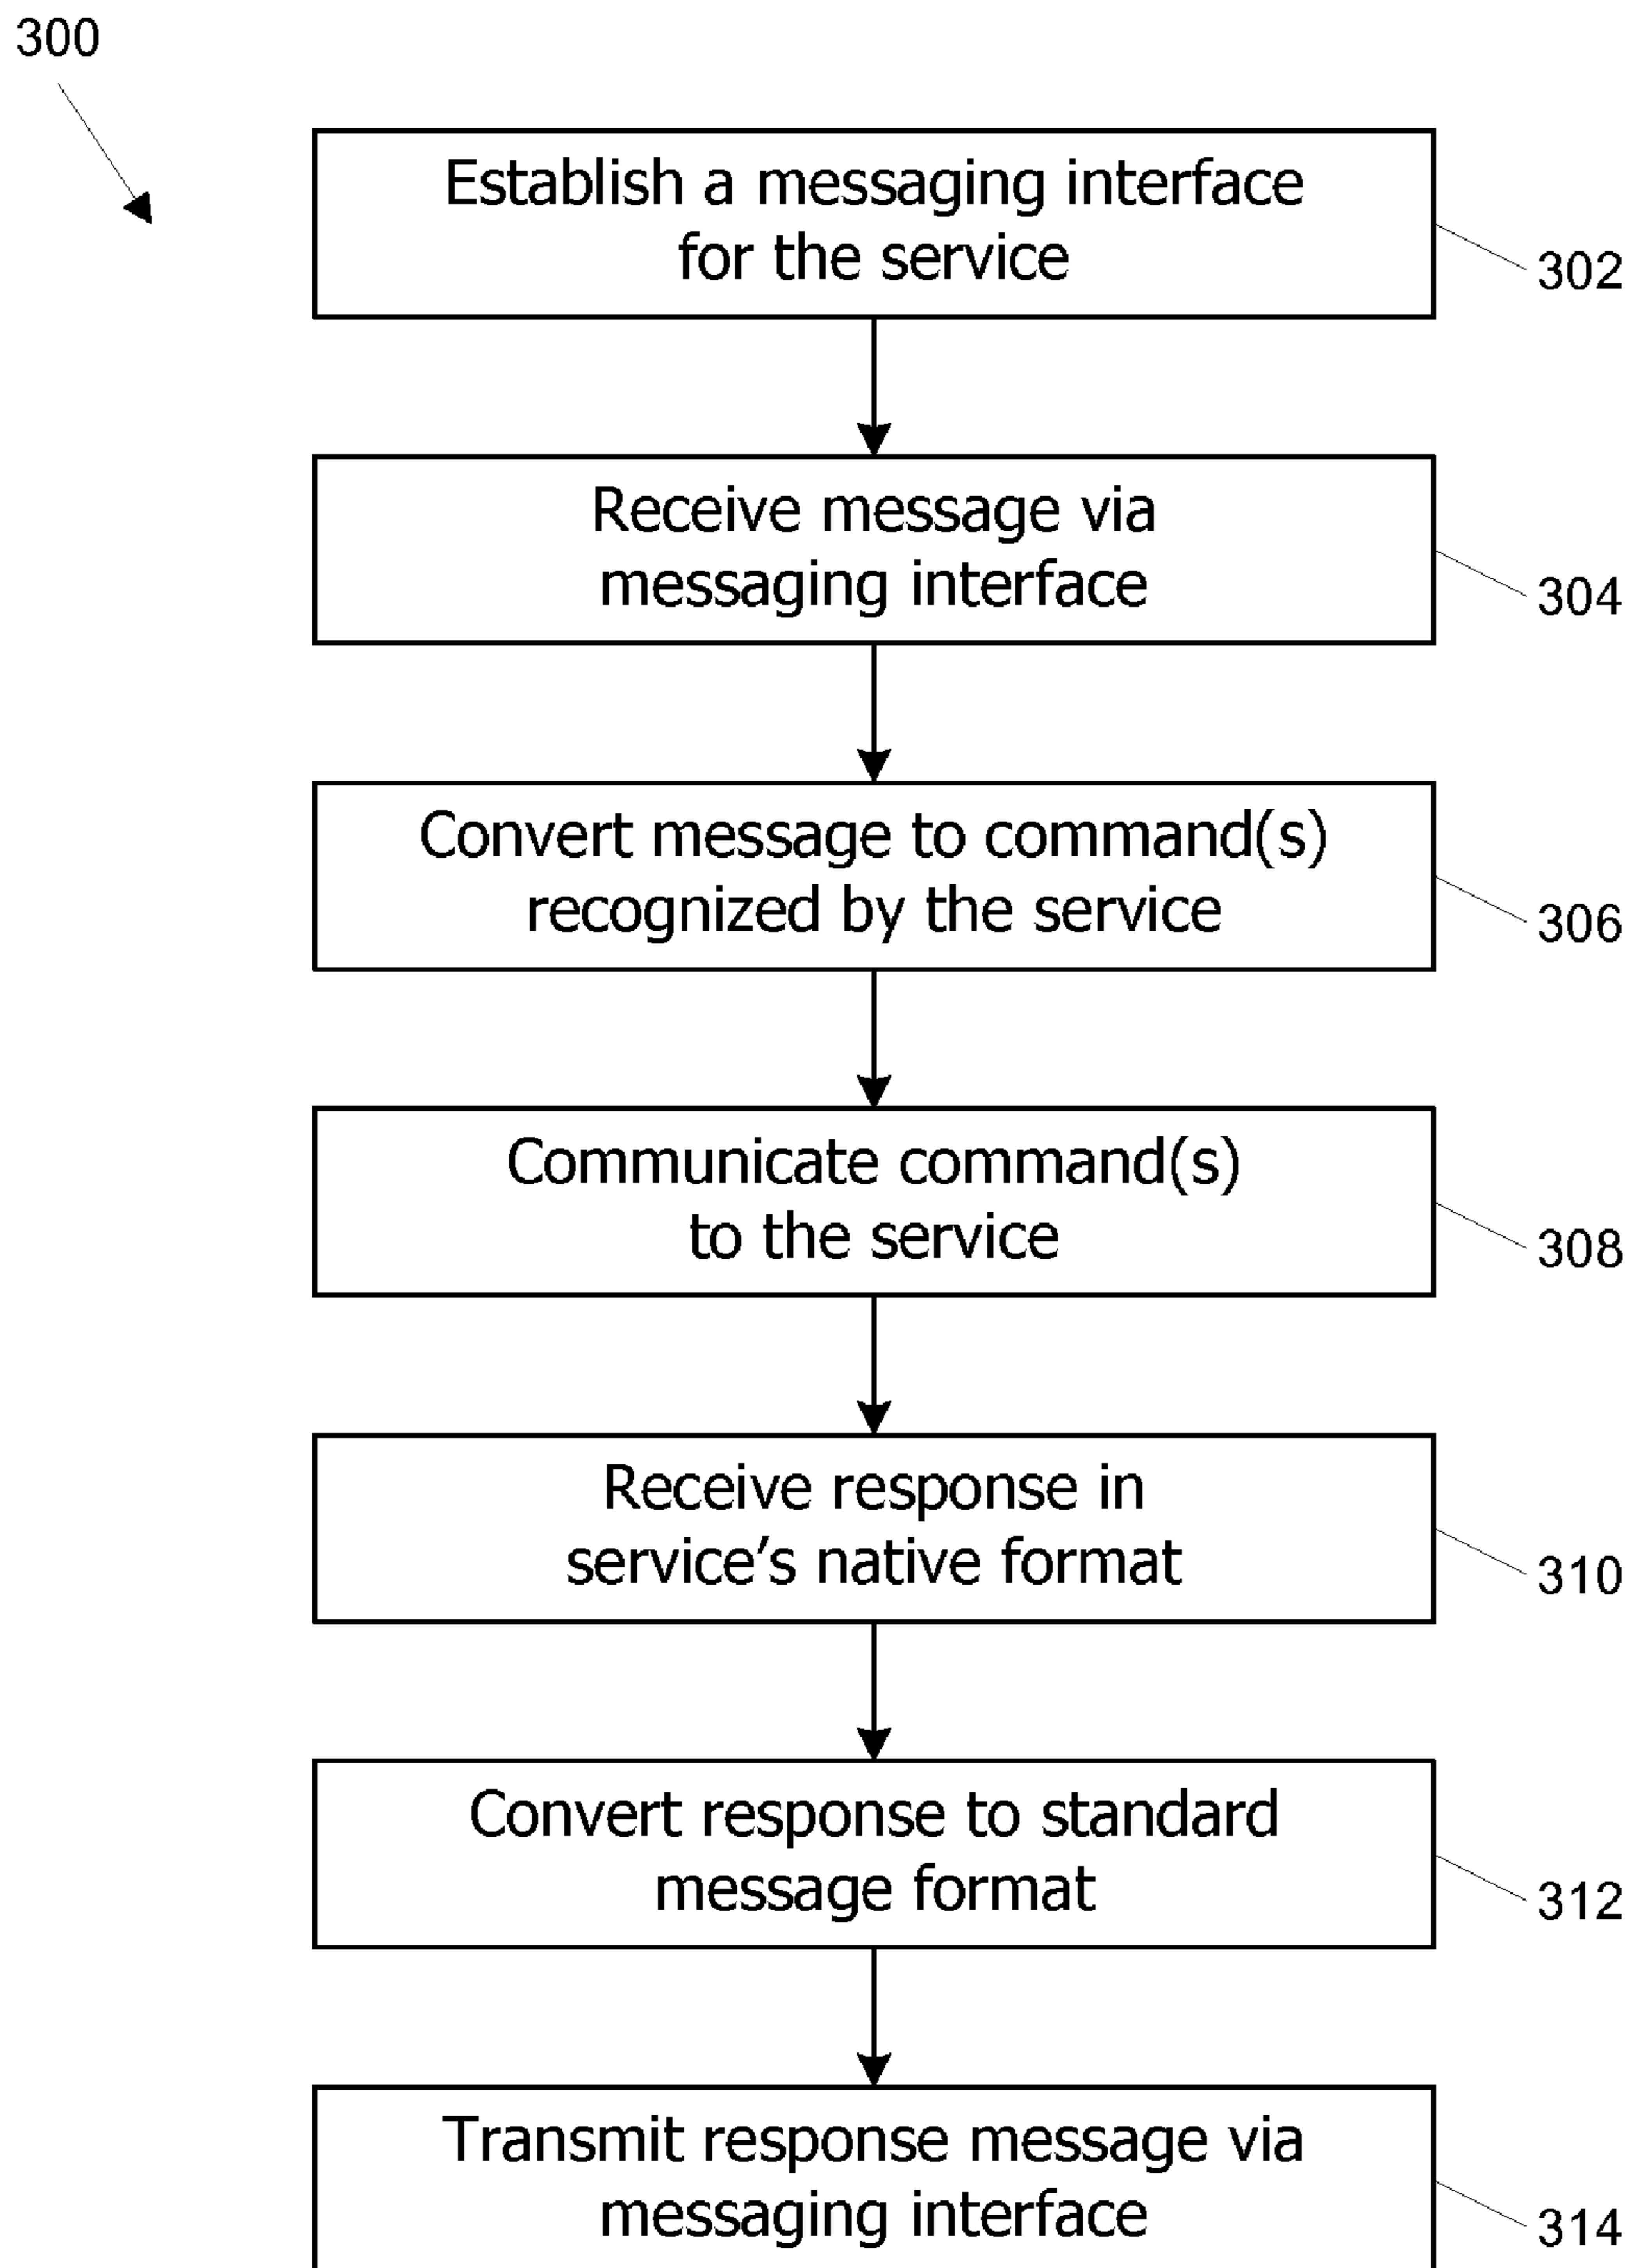 300
Establish a messaging interface
for the service
302
Receive message via
messaging interface
304
Convert message to command(s)
recognized by the service
306
Communicate command(s)
to the service
308
Receive response in
service’s native format
310
Convert response to standard
message format
312
Transmit response message via
messaging interface
314